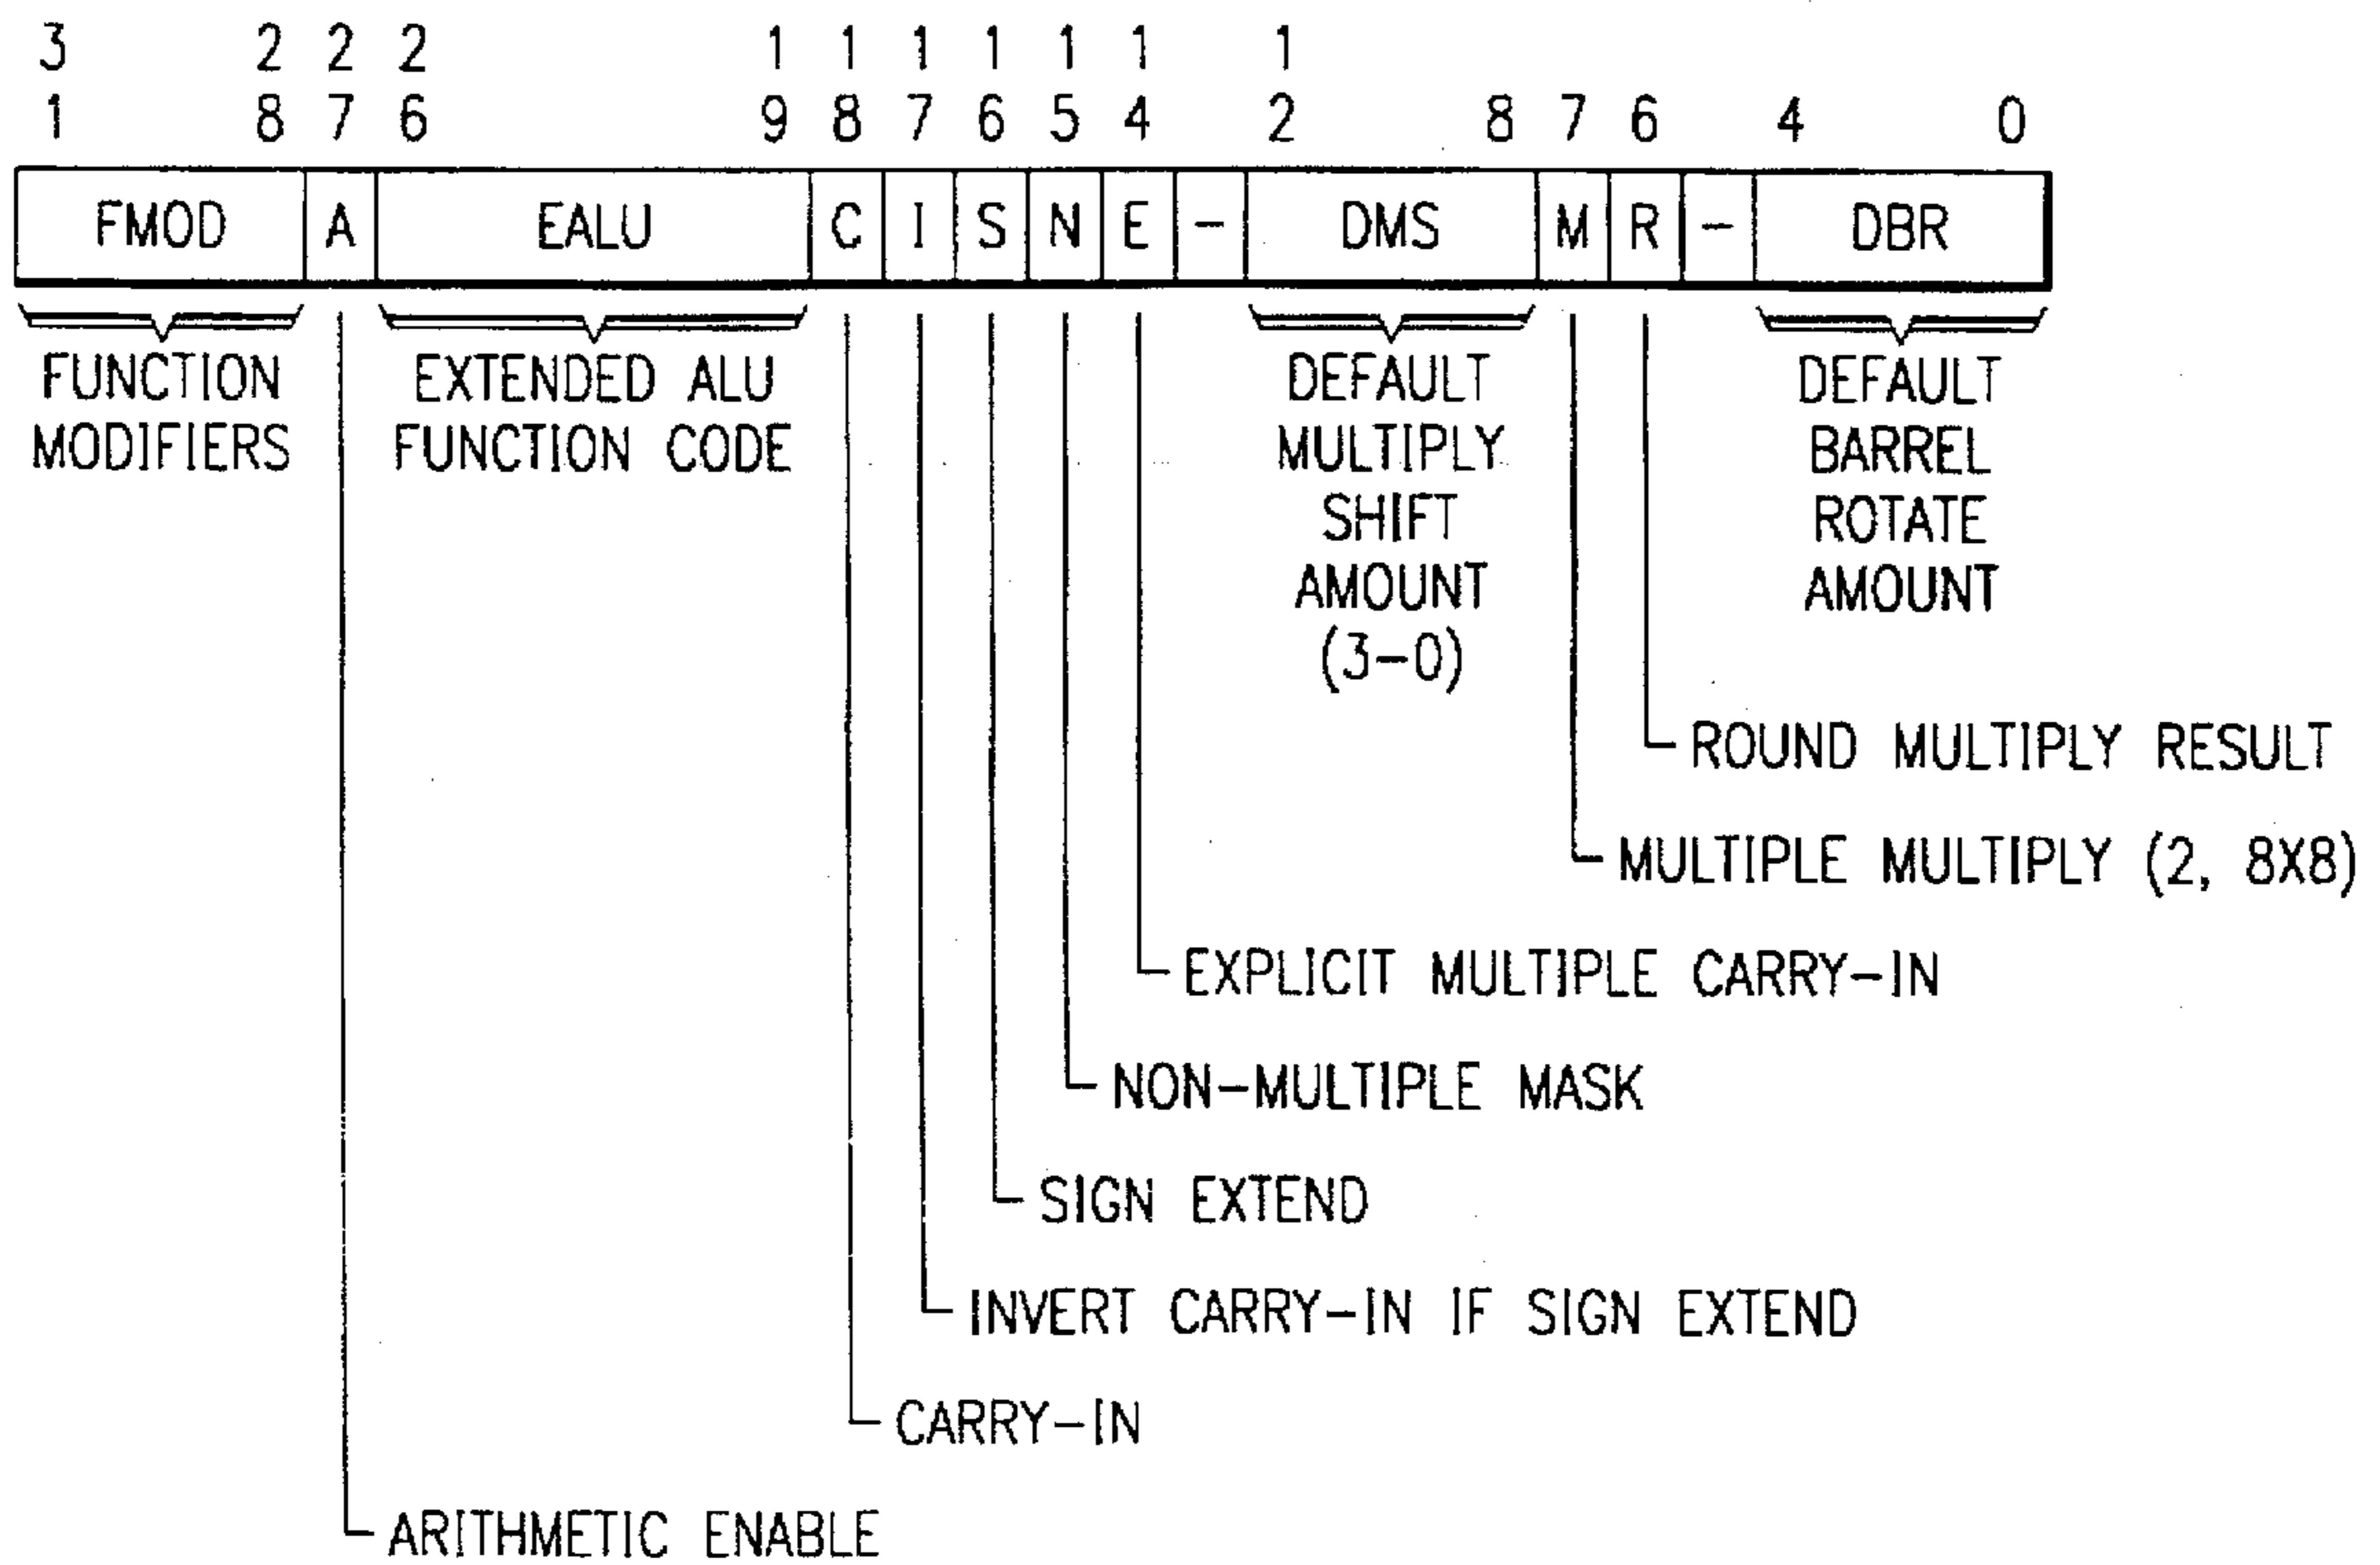 3 2 2 2 1 1 1 1 1 1 1
1 8 7 6 9 8 7 6 5 4 2 8 7 6 4 0
FMOD A EALU C I S N E - DMS M R - DBR
FUNCTION EXTENDED ALU DEFAULT DEFAULT
MODIFIERS FUNCTION CODE MULTIPLY BARREL
SHIFT ROTATE
AMOUNT AMOUNT
(3-0)
ROUND MULTIPLY RESULT
MULTIPLE MULTIPLY (2, 8X8)
EXPLICIT MULTIPLE CARRY-IN
NON-MULTIPLE MASK
SIGN EXTEND
INVERT CARRY-IN IF SIGN EXTEND
CARRY-IN
ARITHMETIC ENABLE